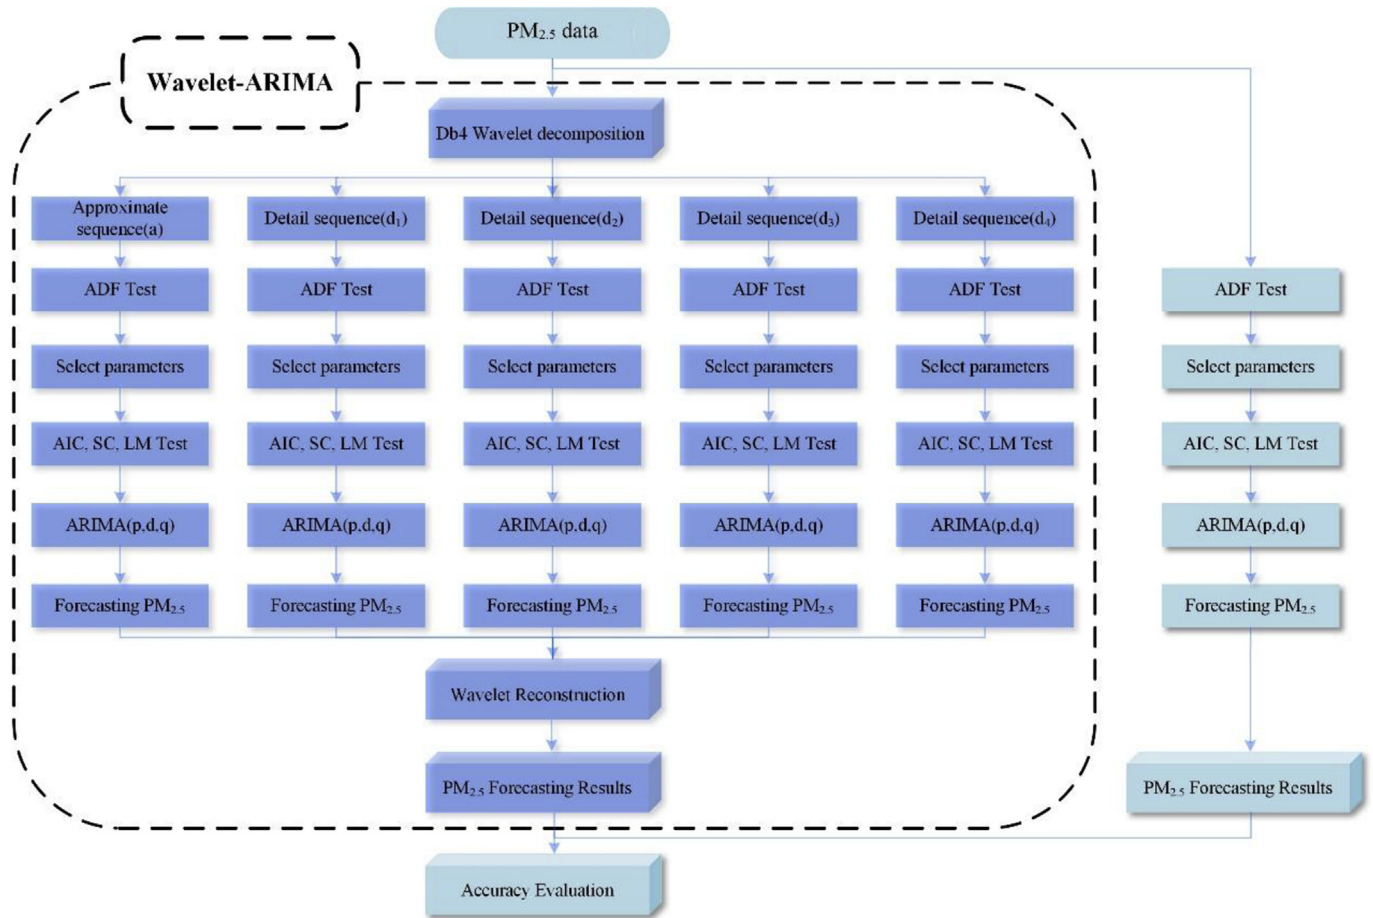 PM2.5 data
Wavelet-ARIMA
Db4 Wavelet decomposition
Approximate
sequence(a)
Detail sequence(d1)
Detail sequence(d2)
Detail sequence(d3)
Detail sequence(d4)
ADF Test
ADF Test
ADF Test
ADF Test
ADF Test
ADF Test
Select parameters
Select parameters
Select parameters
Select parameters
Select parameters
Select parameters
AIC, SC, LM Test
AIC, SC, LM Test
AIC, SC, LM Test
AIC, SC, LM Test
AIC, SC, LM Test
AIC, SC, LM Test
ARIMA(p,d,q)
ARIMA(p,d,q)
ARIMA(p,d,q)
ARIMA(p,d,q)
ARIMA(p,d,q)
ARIMA(p,d,q)
Forecasting PM2.5
Forecasting PM2.5
Forecasting PM2.5
Forecasting PM2.5
Forecasting PM2.5
Forecasting PM2.5
Wavelet Reconstruction
PM2.5 Forecasting Results
PM2.5 Forecasting Results
Accuracy Evaluation